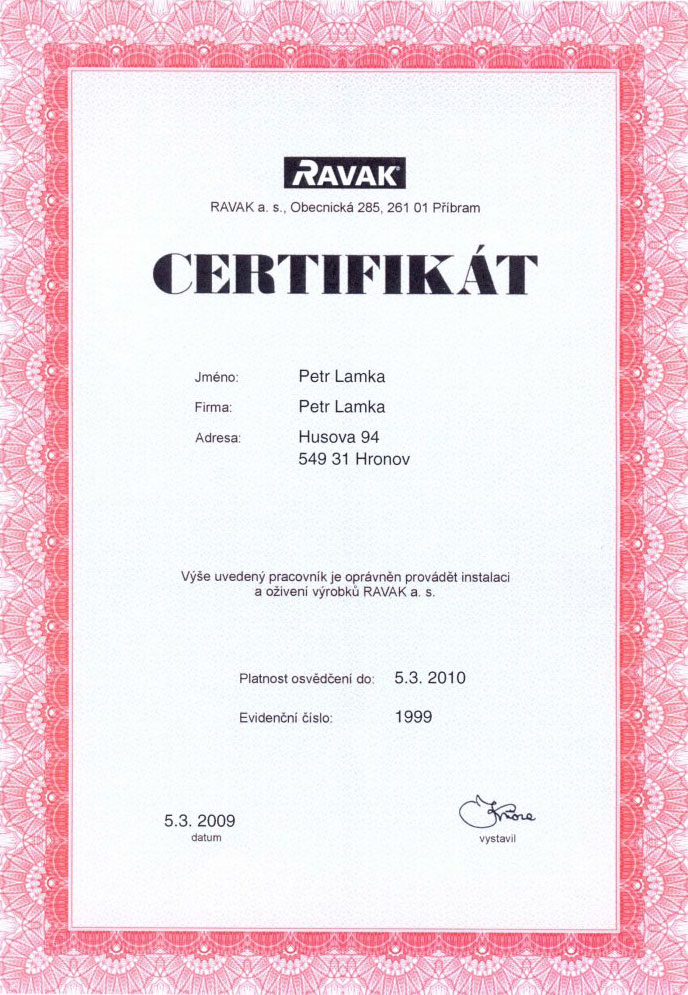 RAVAK
RAVAK a. s., Obecnická 285, 261 01 Příbram
CERTIFIKÁT
Jméno: Petr Lamka
Firma: Petr Lamka
Adresa: Husova 94
549 31 Hronov
Výše uvedený pracovník je oprávněn provádět instalaci
a oživení výrobků RAVAK a. s.
Platnost osvědčení do: 5.3. 2010
Evidenční číslo: 1999
5.3. 2009
datum
vystavil